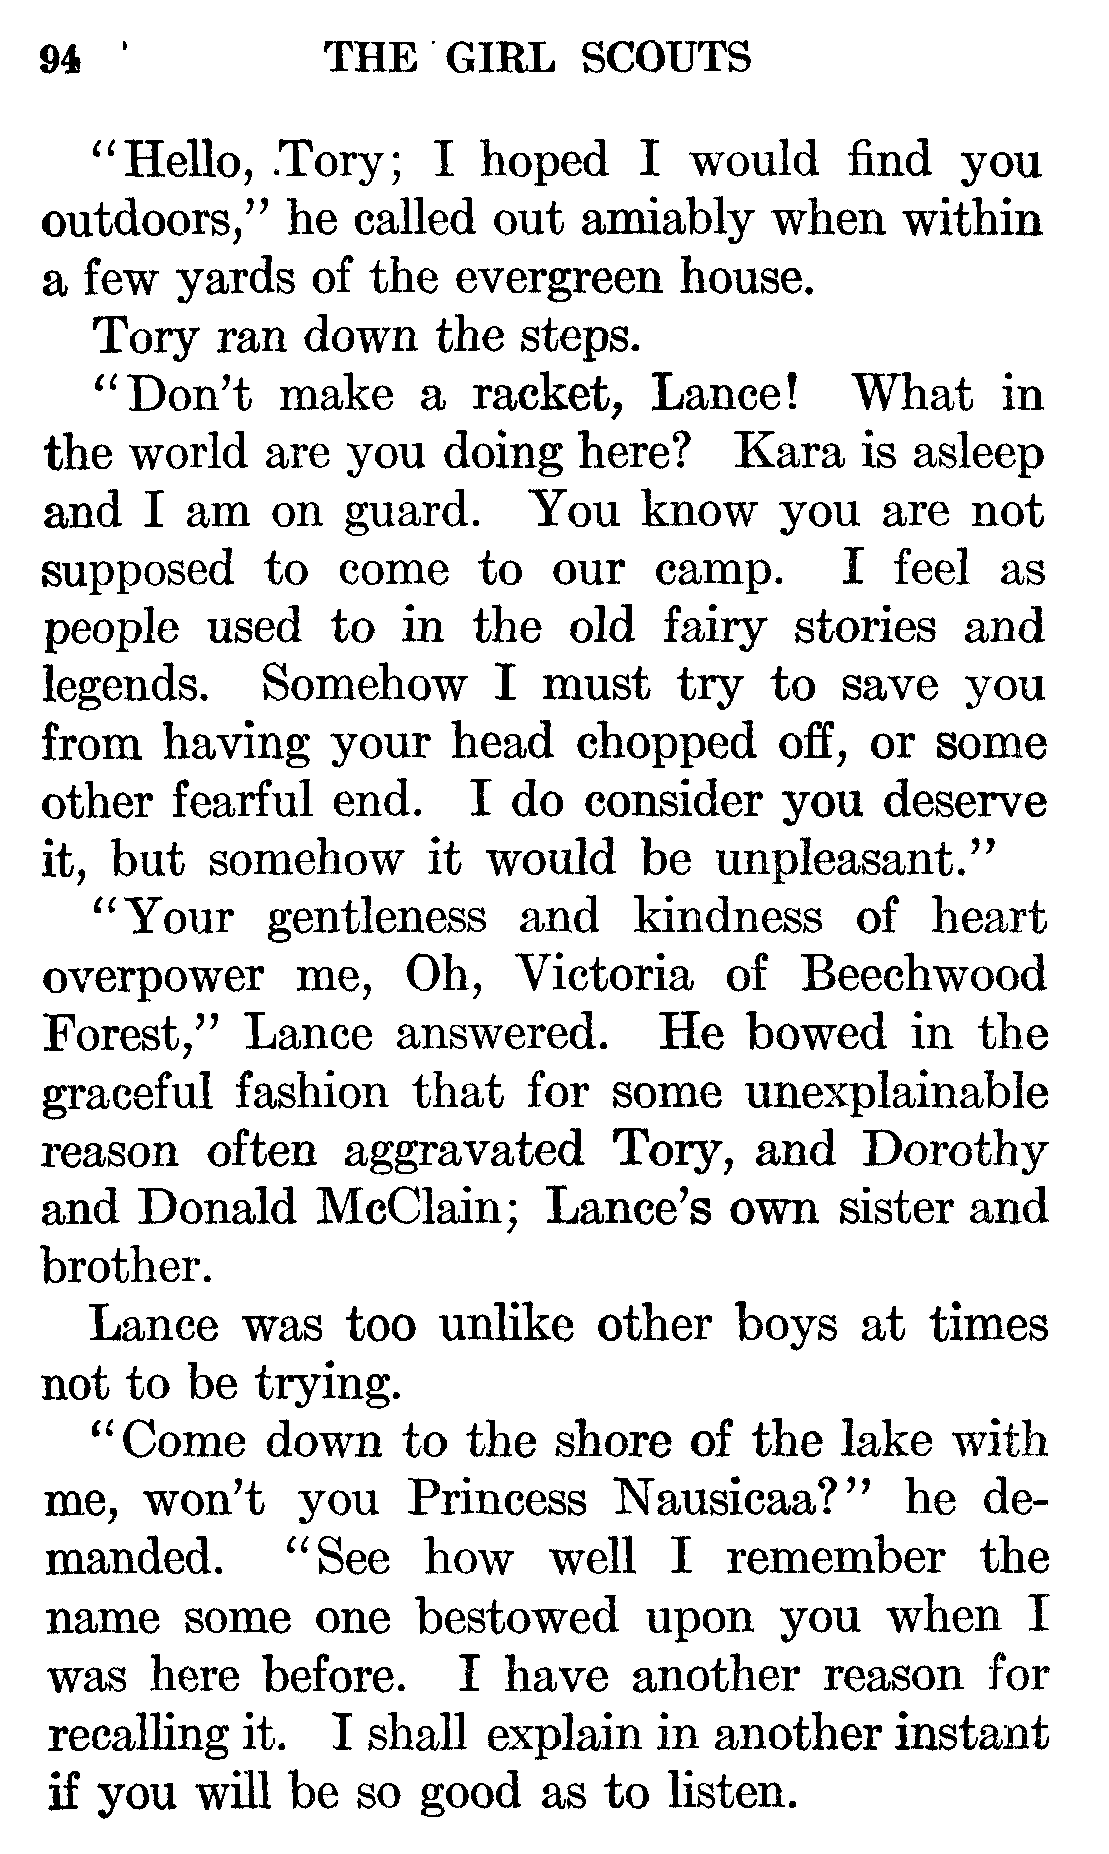 94 THE GIRL SCOUTS
"Hello, Tory; I hoped I would find you
outdoors," he called out amiably when within
a few yards of the evergreen house.
Tory ran down the steps.
"Don't make a racket, Lance! What in
the world are you doing here? Kara is asleep
and I am on guard. You know you are not
supposed to come to our camp. I feel as
people used to in the old fairy stories and
legends. Somehow I must try to save you
from having your head chopped off, or some
other fearful end. I do consider you deserve
it, but somehow it would be unpleasant."
"Your gentleness and kindness of heart
overpower me, Oh, Victoria of Beechwood
Forest," Lance answered. He bowed in the
graceful fashion that for some unexplainable
reason often aggravated Tory, and Dorothy
and Donald McClain; Lance's own sister and
brother.
Lance was too unlike other boys at times
not to be trying.
"Come down to the shore of the lake with
me, won't you Princess Nausicaa?" he de-
manded. "See how well I remember the
name some one bestowed upon you when I
was here before. I have another reason for
recalling it. I shall explain in another instant
if you will be so good as to listen.